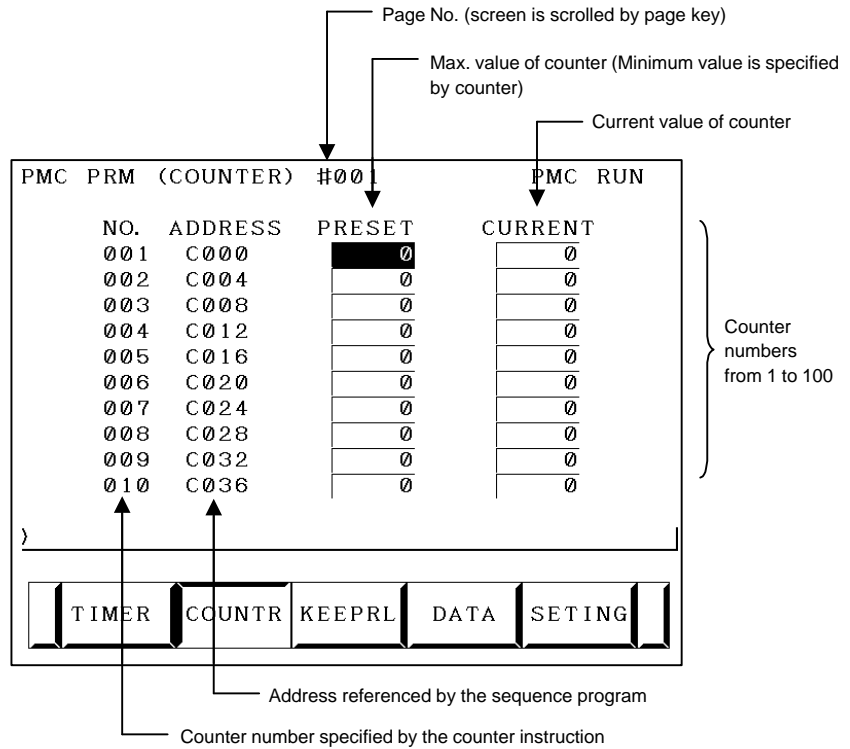 Page No. (screen is scrolled by page key)
Max. value of counter (Minimum value is specified
by counter)
Current value of counter
PMC PRM (COUNTER) #001 PMC RUN
NO. ADDRESS PRESET CURRENT
001 C000 0 0
002 C004 0 0
003 C008 0 0
004 C012 0 0
005 C016 0 0
006 C020 0 0
007 C024 0 0
008 C028 0 0
009 C032 0 0
010 C036 0 0
Counter
numbers
from 1 to 100
)
TIMER COUNTR KEEPRL DATA SETING
Address referenced by the sequence program
Counter number specified by the counter instruction